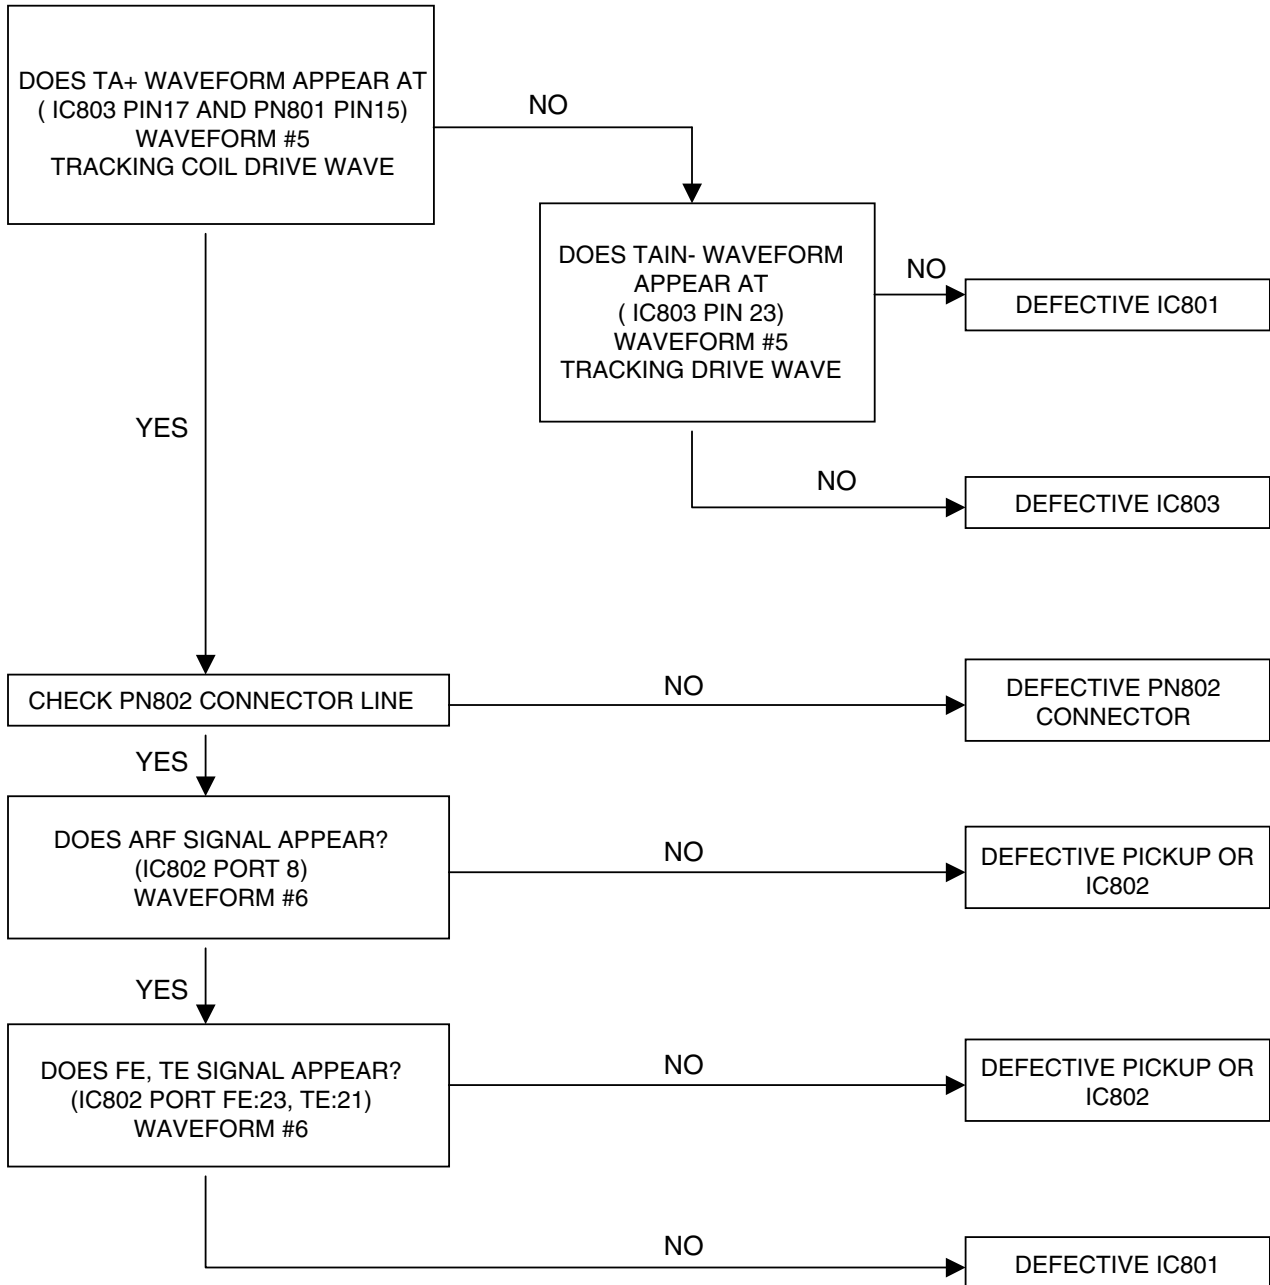 DOES TA+ WAVEFORM APPEAR AT
( IC803 PIN17 AND PN801 PIN15)
WAVEFORM #5
TRACKING COIL DRIVE WAVE
NO
DOES TAIN- WAVEFORM
APPEAR AT
( IC803 PIN 23)
WAVEFORM #5
TRACKING DRIVE WAVE
NO
DEFECTIVE IC801
YES
NO
DEFECTIVE IC803
CHECK PN802 CONNECTOR LINE
NO
DEFECTIVE PN802
CONNECTOR
YES
DOES ARF SIGNAL APPEAR?
(IC802 PORT 8)
WAVEFORM #6
NO
DEFECTIVE PICKUP OR
IC802
YES
DOES FE, TE SIGNAL APPEAR?
(IC802 PORT FE:23, TE:21)
WAVEFORM #6
NO
DEFECTIVE PICKUP OR
IC802
NO
DEFECTIVE IC801